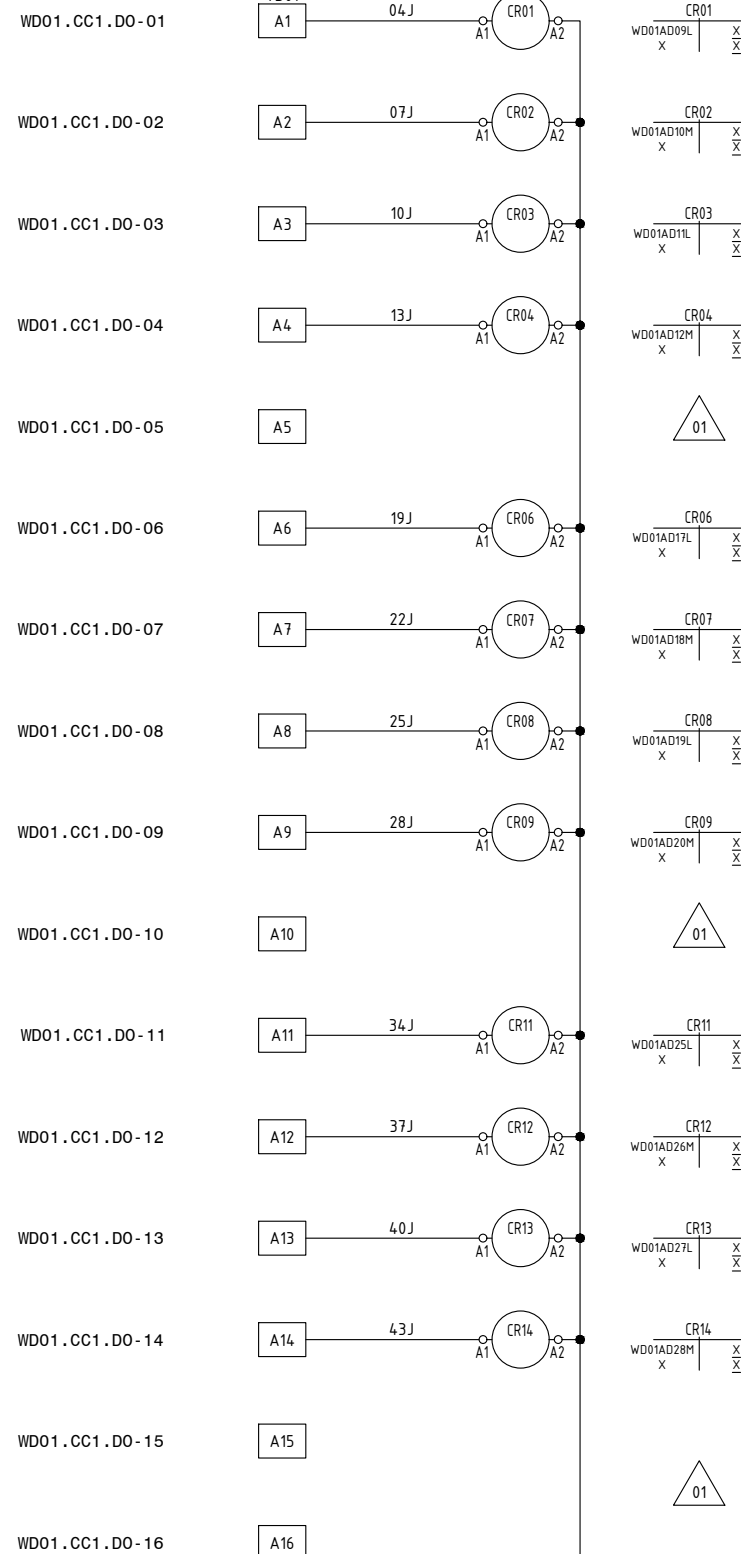 WD01.CC1.DO-01 A1 04J CR01 A1 A2 CR01
WD01AD09L X X X
WD01.CC1.DO-02 A2 07J CR02 A1 A2 CR02
WD01AD10M X X X
WD01.CC1.DO-03 A3 10J CR03 A1 A2 CR03
WD01AD11L X X X
WD01.CC1.DO-04 A4 13J CR04 A1 A2 CR04
WD01AD12M X X X
WD01.CC1.DO-05 A5 01
WD01.CC1.DO-06 A6 19J CR06 A1 A2 CR06
WD01AD17L X X X
WD01.CC1.DO-07 A7 22J CR07 A1 A2 CR07
WD01AD18M X X X
WD01.CC1.DO-08 A8 25J CR08 A1 A2 CR08
WD01AD19L X X X
WD01.CC1.DO-09 A9 28J CR09 A1 A2 CR09
WD01AD20M X X X
WD01.CC1.DO-10 A10 01
WD01.CC1.DO-11 A11 34J CR11 A1 A2 CR11
WD01AD25L X X X
WD01.CC1.DO-12 A12 37J CR12 A1 A2 CR12
WD01AD26M X X X
WD01.CC1.DO-13 A13 40J CR13 A1 A2 CR13
WD01AD27L X X X
WD01.CC1.DO-14 A14 43J CR14 A1 A2 CR14
WD01AD28M X X X
WD01.CC1.DO-15 A15
01
WD01.CC1.DO-16 A16